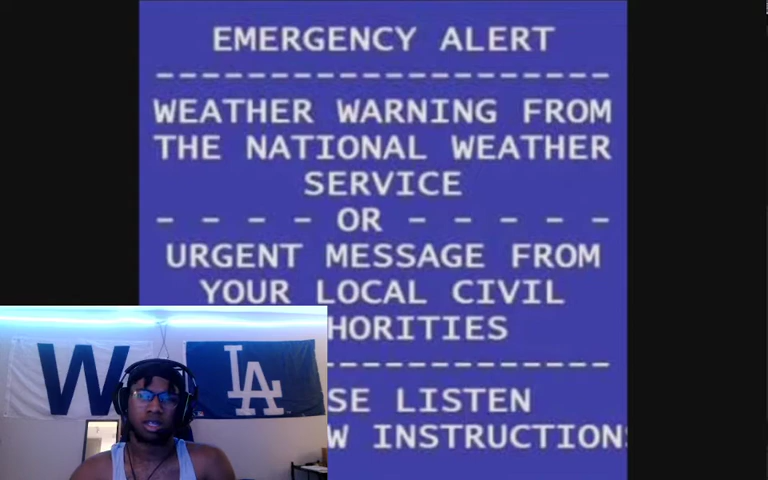 EMERGENCY ALERT
--------------------
WEATHER WARNING FROM
THE NATIONAL WEATHER
SERVICE
- - - - OR - - - - -
URGENT MESSAGE FROM
YOUR LOCAL CIVIL
HORITIES
-------------
SE LISTEN
W INSTRUCTION
W
LA